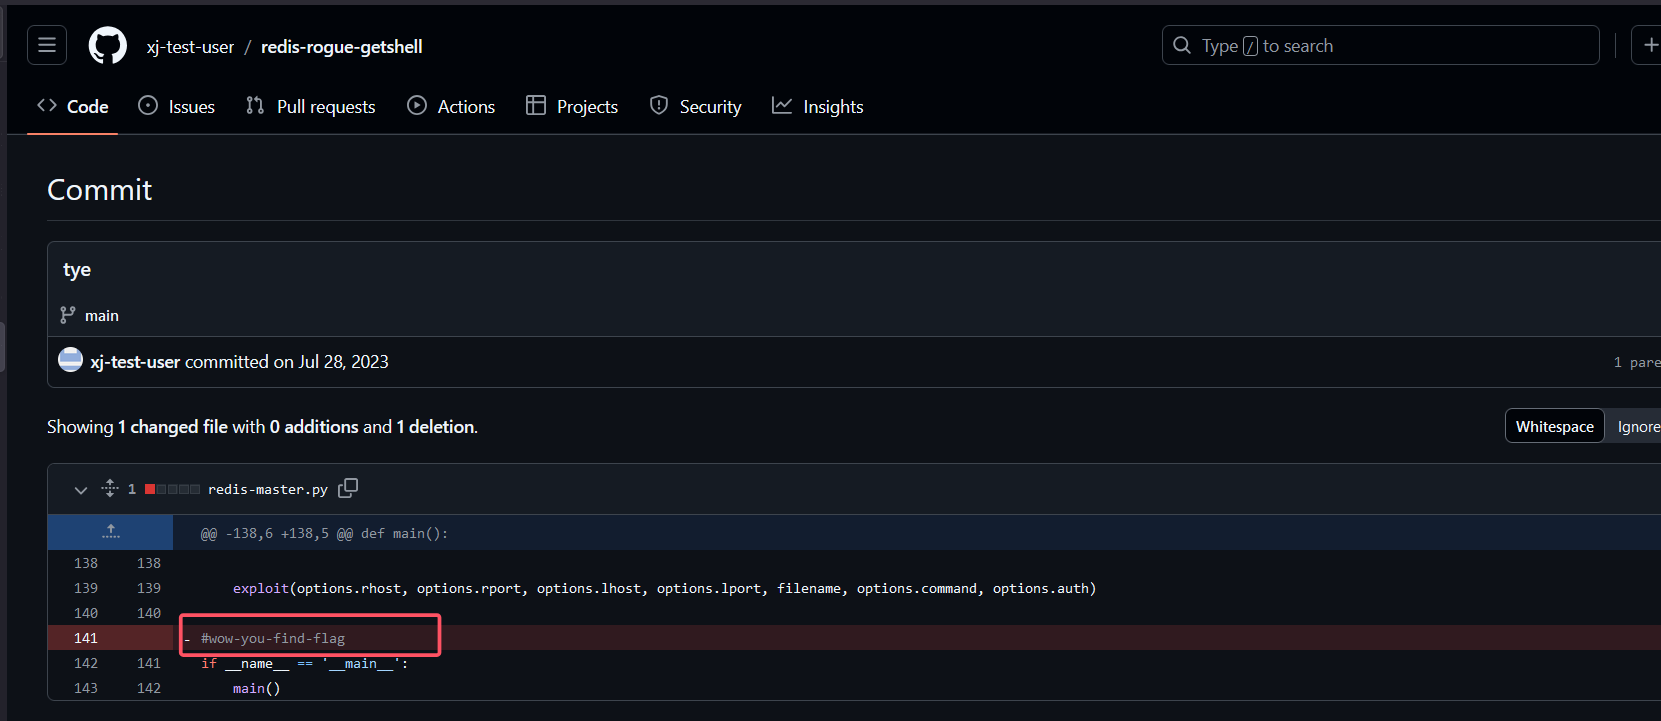 xj-test-user / redis-rogue-getshell
Type / to search
Code Issues Pull requests Actions Projects Security Insights
Commit
tye
main
xj-test-user committed on Jul 28, 2023
1 pare
Showing 1 changed file with 0 additions and 1 deletion.
Whitespace Ignore
1 redis-master.py
@@ -138,6 +138,5 @@ def main():
138 138
139 139 exploit(options.rhost, options.rport, options.lhost, options.lport, filename, options.command, options.auth)
140 140
141 - #wow-you-find-flag
142 141 if __name__ == '__main__':
143 142 main()